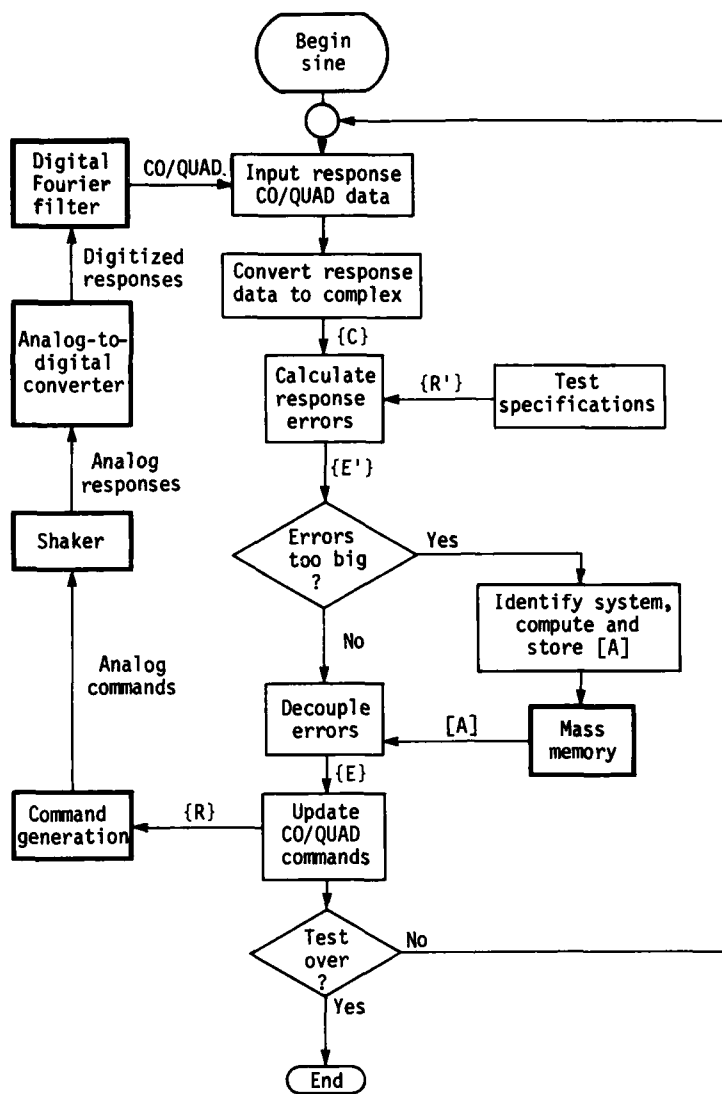 Begin
sine
Digital
Fourier
filter
CO/QUAD
Input response
CO/QUAD data
Digitized
responses
Convert response
data to complex
Analog-to-
digital
converter
{C}
Calculate
response
errors
{R'}
Test
specifications
{E'}
Analog
responses
Shaker
Errors
too big
?
Yes
Identify system,
compute and
store [A]
No
Analog
commands
Decouple
errors
[A]
Mass
memory
{E}
Command
generation
{R}
Update
CO/QUAD
commands
Test
over
?
No
Yes
End